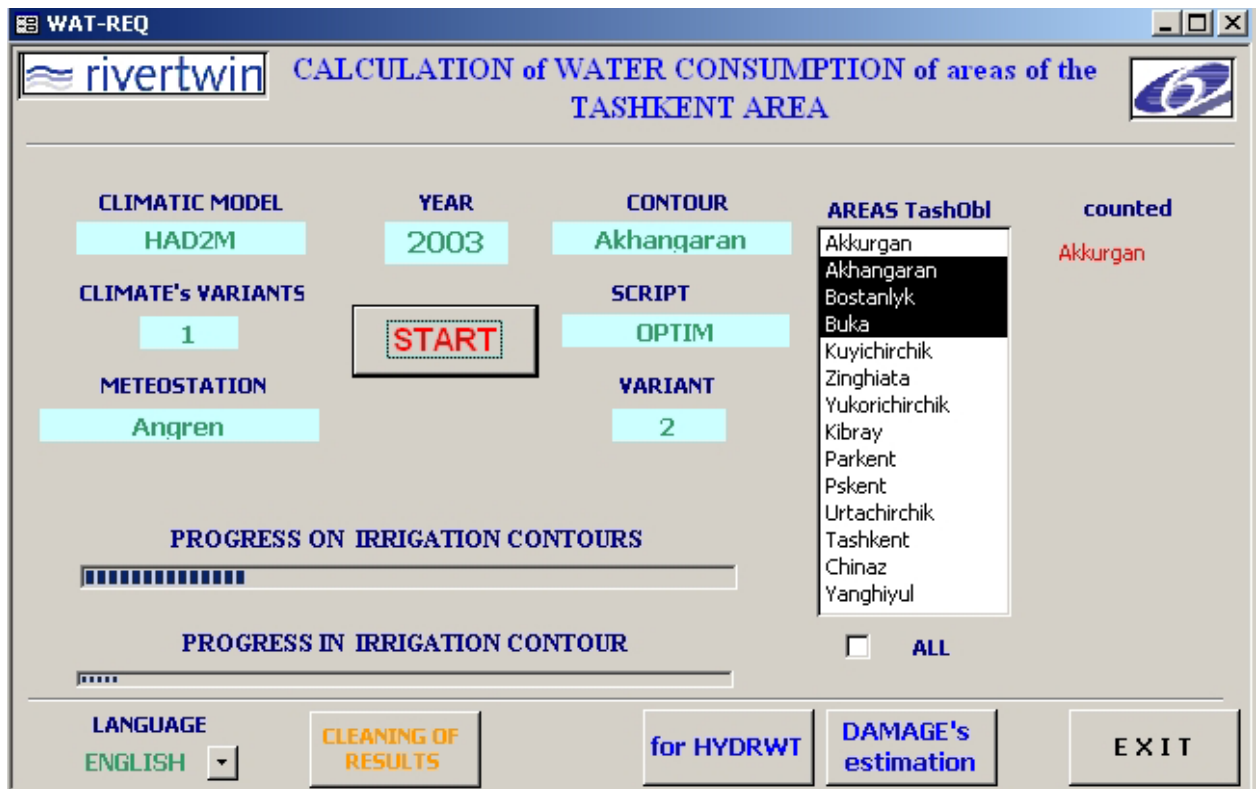 WAT-REQ
rivertwin
CALCULATION of WATER CONSUMPTION of areas of the
TASHKENT AREA
CLIMATIC MODEL
HAD2M
YEAR
2003
CONTOUR
Akhangaran
CLIMATE's VARIANTS
1
START
SCRIPT
OPTIM
METEOSTATION
Angren
VARIANT
2
AREAS TashObl
Akkurgan
Akhangaran
Bostanlyk
Buka
Kuyichirchik
Zinghiata
Yukorichirchik
Kibray
Parkent
Pskent
Urtachirchik
Tashkent
Chinaz
Yanghiyul
ALL
counted
Akkurgan
PROGRESS ON IRRIGATION CONTOURS
PROGRESS IN IRRIGATION CONTOUR
LANGUAGE
ENGLISH
CLEANING OF
RESULTS
for HYDRWT
DAMAGE's
estimation
EXIT